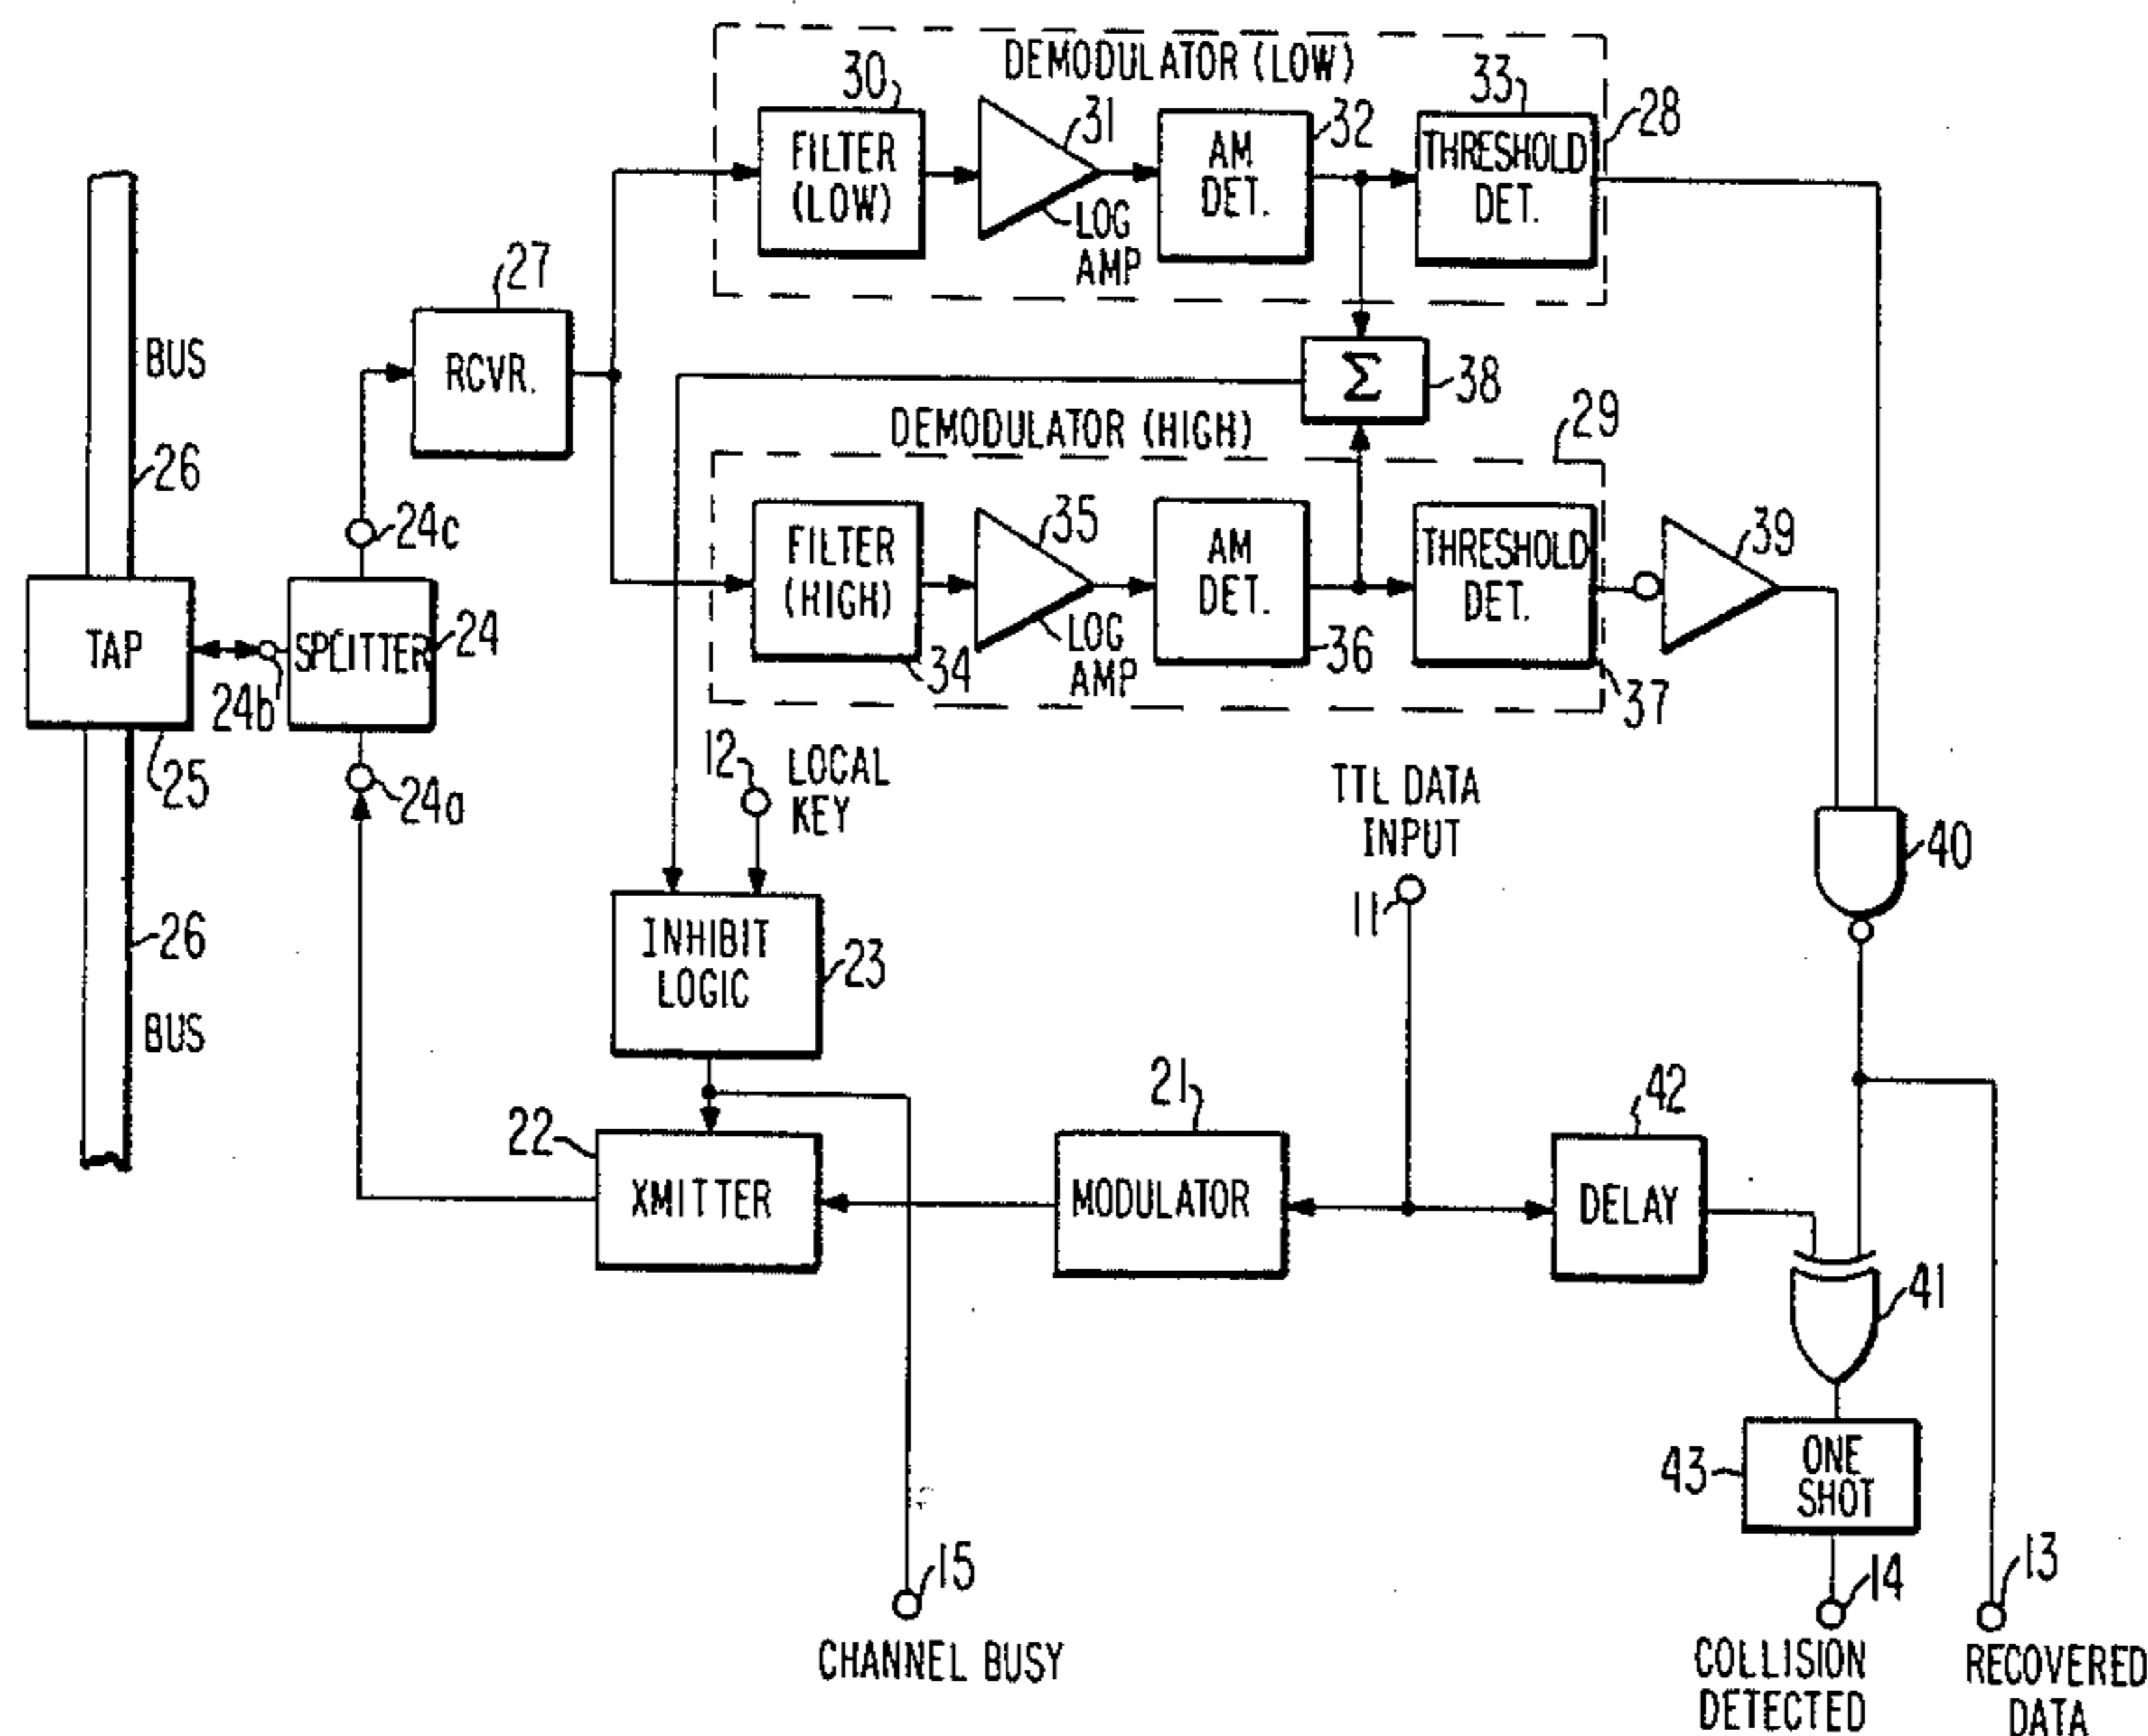 DEMODULATOR (LOW)
30
31
32
33
28
FILTER
(LOW)
LOG
AMP
AM
DET.
THRESHOLD
DET.
27
RCVR.
BUS
26
Σ
38
DEMODULATOR (HIGH)
29
24c
FILTER
(HIGH)
34
35
LOG
AMP
AM
DET.
36
THRESHOLD
DET.
37
39
TAP
25
24b
SPLITTER
24
24a
12
LOCAL
KEY
TTL DATA
INPUT
11
40
26
BUS
INHIBIT
LOGIC
23
22
XMITTER
21
MODULATOR
42
DELAY
41
43
ONE
SHOT
15
CHANNEL BUSY
14
COLLISION
DETECTED
13
RECOVERED
DATA